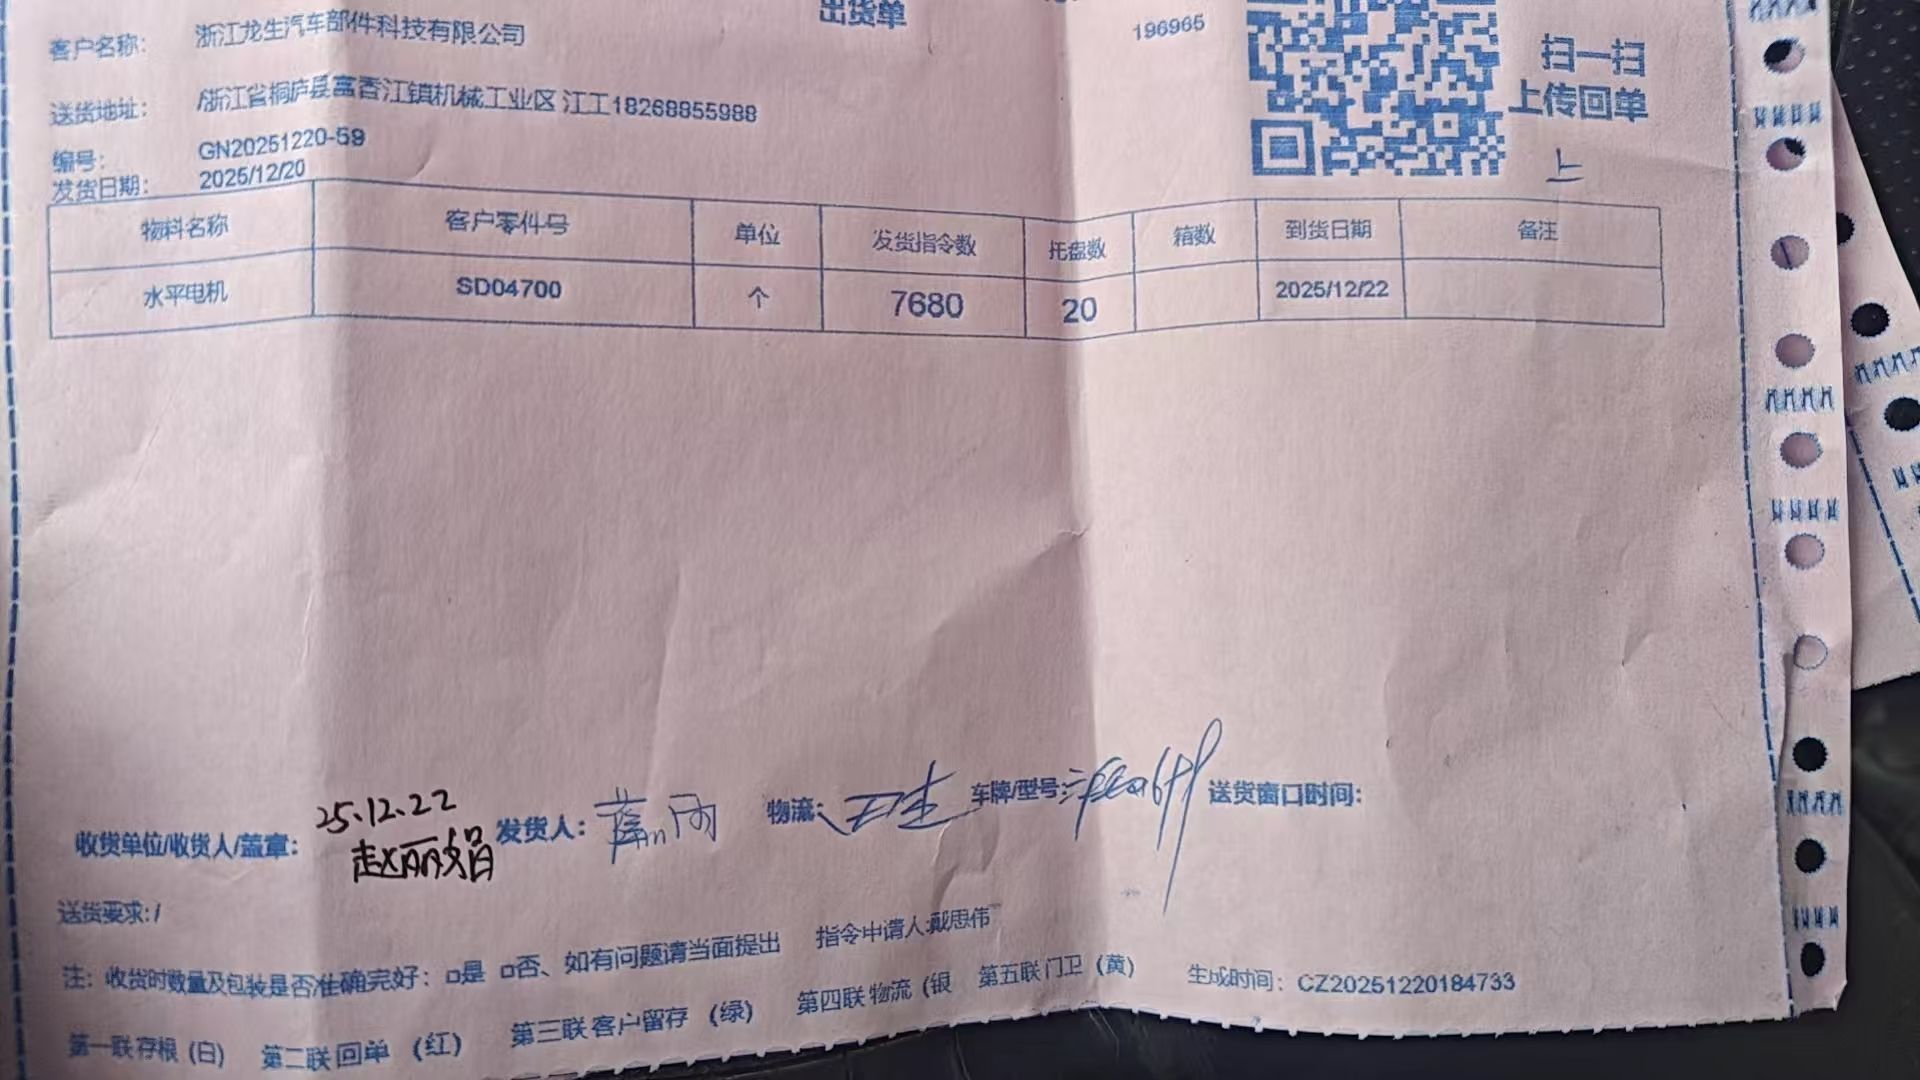 出货单
客户名称： 浙江龙生汽车部件科技有限公司 196965
扫一扫
上传回单
送货地址： /浙江省桐庐县富香江镇机械工业区 江工18268855988
编号： GN20251220-59
发货日期： 2025/12/20
上
物料名称 客户零件号 单位 发货指令数 托盘数 箱数 到货日期 备注
水平电机 SD04700 个 7680 20 2025/12/22
25.12.22
收货单位/收货人/盖章： 赵丽娟 发货人： 物流： 车牌/型号： 送货窗口时间：
送货要求：/
注：收货时数量及包装是否准确完好：□是 □否、如有问题请当面提出 指令申请人:戴思伟
第一联 存根（白） 第二联 回单 （红） 第三联 客户留存 （绿） 第四联 物流（银 第五联 门卫（黄） 生成时间：CZ20251220184733